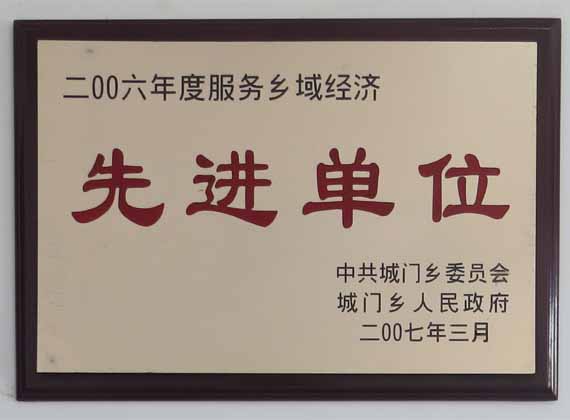 二00六年度服务乡域经济
先进单位
中共城门乡委员会
城门乡人民政府
二00七年三月